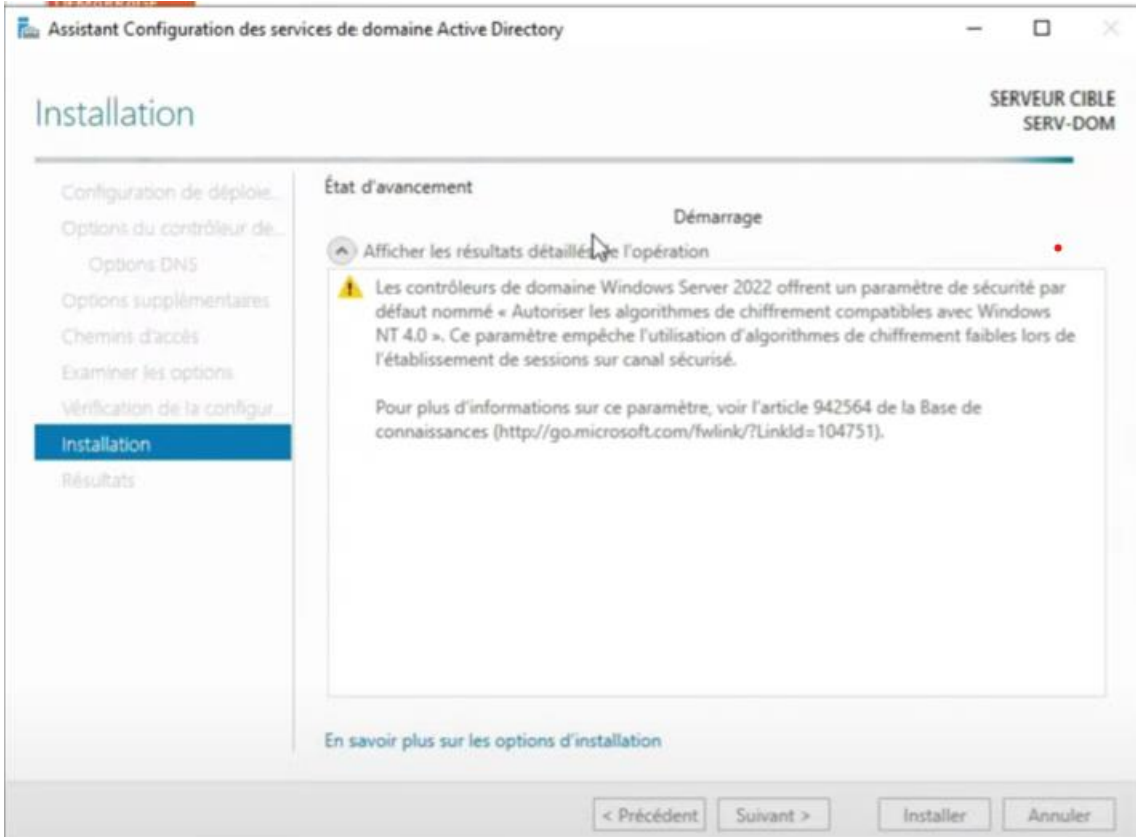 Assistant Configuration des services de domaine Active Directory
Installation
SERVEUR CIBLE
SERV-DOM
Configuration de déploie...
Options du contrôleur de...
Options DNS
Options supplémentaires
Chemins d'accès
Examiner les options
Vérification de la configur...
Installation
Résultats
État d'avancement
Démarrage
Afficher les résultats détaillés de l'opération
Les contrôleurs de domaine Windows Server 2022 offrent un paramètre de sécurité par
défaut nommé « Autoriser les algorithmes de chiffrement compatibles avec Windows
NT 4.0 ». Ce paramètre empêche l'utilisation d'algorithmes de chiffrement faibles lors de
l'établissement de sessions sur canal sécurisé.
Pour plus d'informations sur ce paramètre, voir l'article 942564 de la Base de
connaissances (http://go.microsoft.com/fwlink/?LinkId=104751).
En savoir plus sur les options d'installation
< Précédent
Suivant >
Installer
Annuler